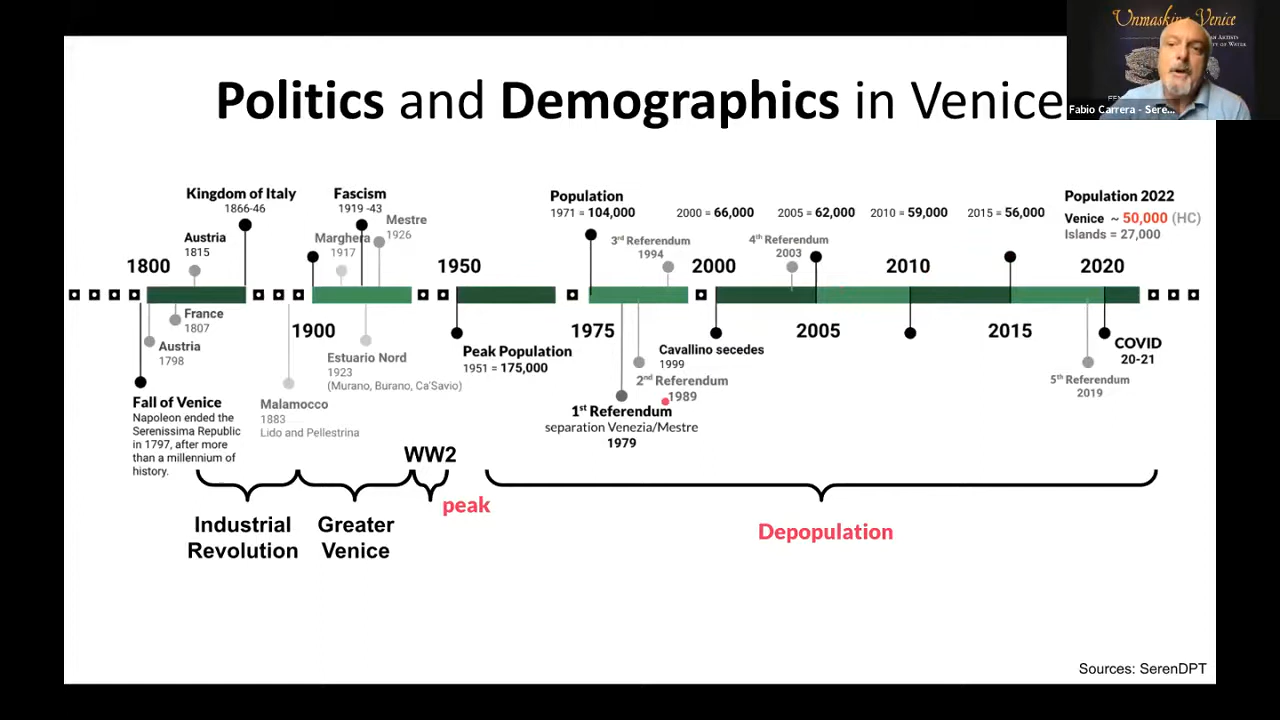 Politics and Demographics in Venice
Unmasking Venice
Fabio Carrera - Sere...
Kingdom of Italy
1866-46
Fascism
1919 -43
Mestre
1926
Austria
1815
Marghera
1917
Population
1971 = 104,000
2000 = 66,000
2005 = 62,000
2010 = 59,000
2015 = 56,000
Population 2022
Venice ~ 50,000 (HC)
Islands = 27,000
3rd Referendum
1994
4th Referendum
2003
1800
1950
2000
2010
2020
France
1807
Austria
1798
1900
1975
2005
2015
Estuario Nord
1923
(Murano, Burano, Ca'Savio)
Peak Population
1951 = 175,000
Cavallino secedes
1999
2nd Referendum
1989
COVID
20-21
5th Referendum
2019
Fall of Venice
Napoleon ended the
Serenissima Republic
in 1797, after more
than a millennium of
history.
Malamocco
1883
Lido and Pellestrina
1st Referendum
separation Venezia/Mestre
1979
WW2
peak
Industrial
Revolution
Greater
Venice
Depopulation
Sources: SerenDPT